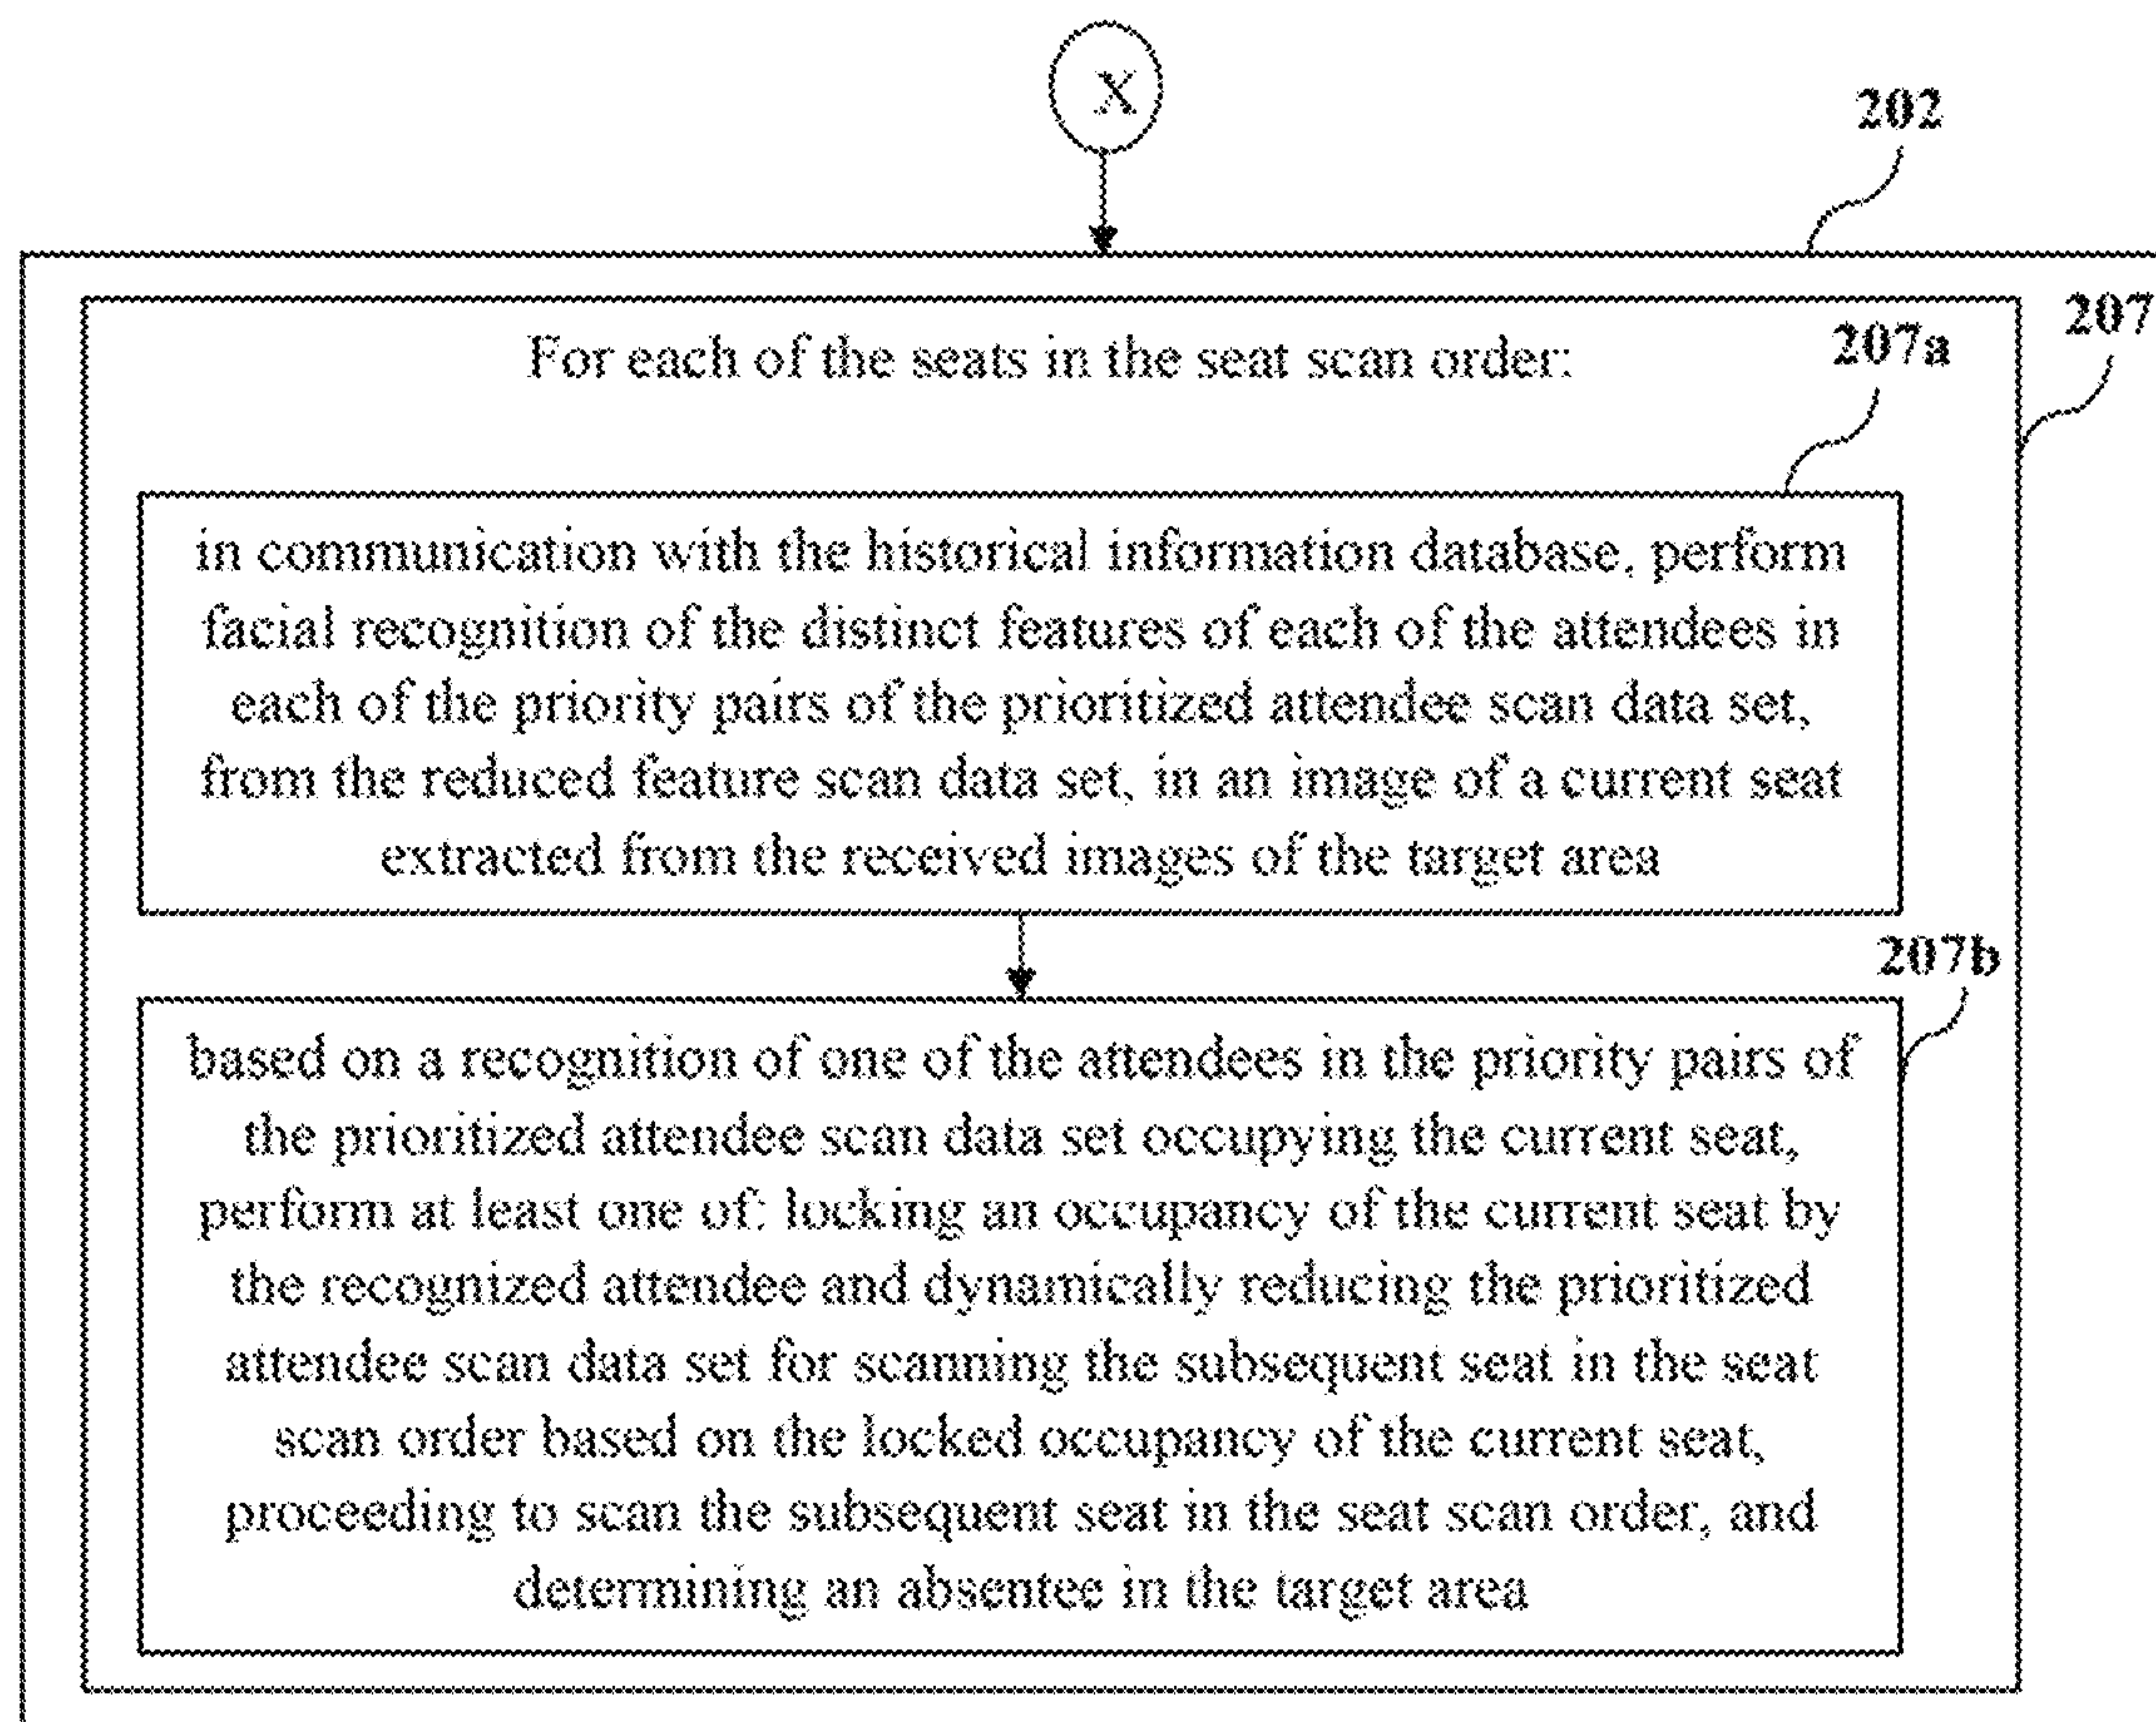 X
202
207
For each of the seats in the seat scan order:
207a
in communication with the historical information database, perform
facial recognition of the distinct features of each of the attendees in
each of the priority pairs of the prioritized attendee scan data set,
from the reduced feature scan data set, in an image of a current seat
extracted from the received images of the target area
207b
based on a recognition of one of the attendees in the priority pairs of
the prioritized attendee scan data set occupying the current seat,
perform at least one of: locking an occupancy of the current seat by
the recognized attendee and dynamically reducing the prioritized
attendee scan data set for scanning the subsequent seat in the seat
scan order based on the locked occupancy of the current seat,
proceeding to scan the subsequent seat in the seat scan order, and
determining an absentee in the target area